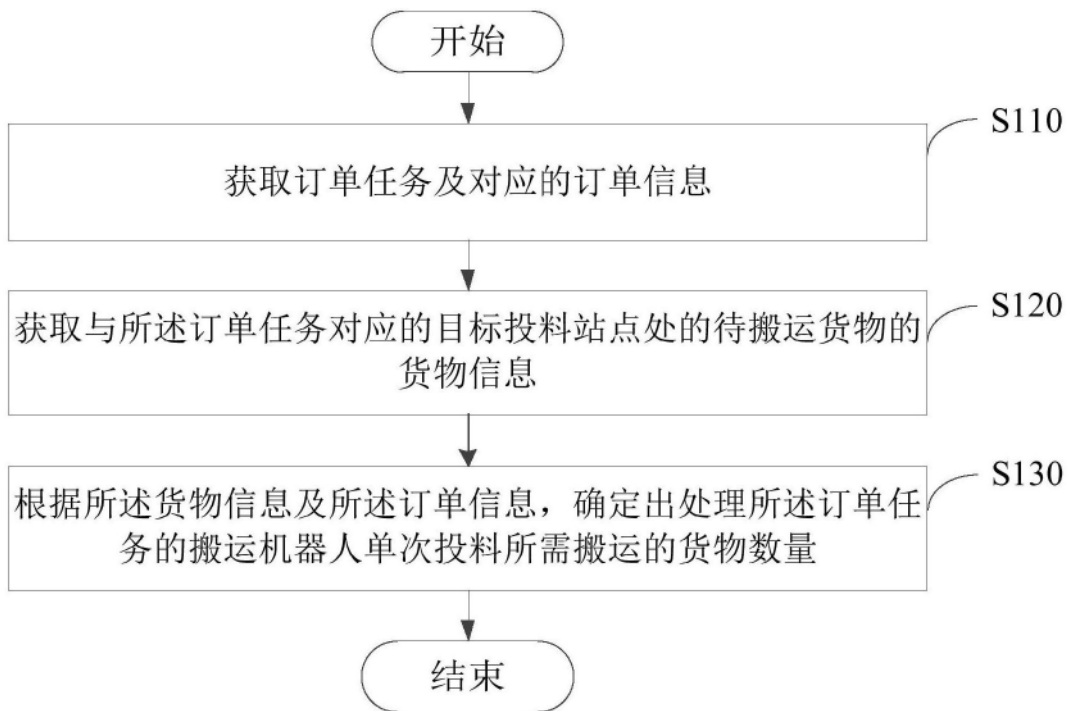 开始
S110
获取订单任务及对应的订单信息
S120
获取与所述订单任务对应的目标投料站点处的待搬运货物的
货物信息
S130
根据所述货物信息及所述订单信息，确定出处理所述订单任
务的搬运机器人单次投料所需搬运的货物数量
结束